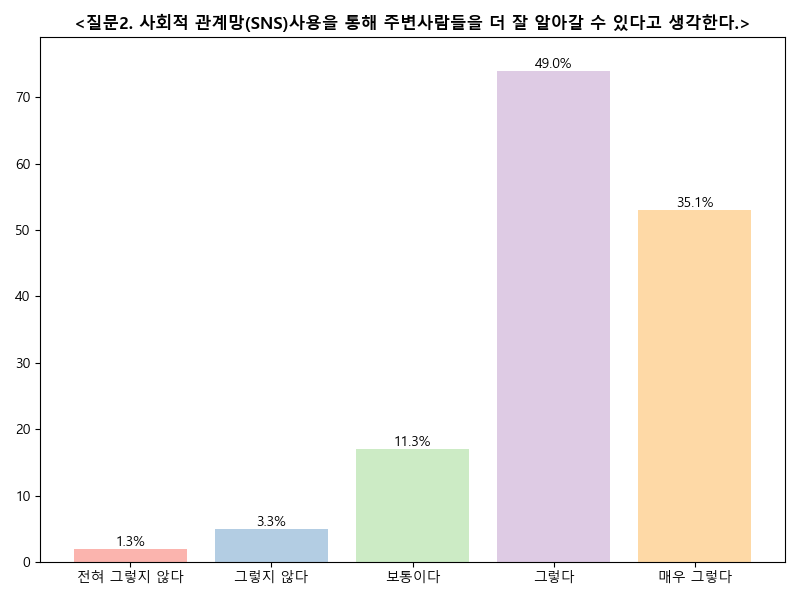 <질문2. 사회적 관계망(SNS)사용을 통해 주변사람들을 더 잘 알아갈 수 있다고 생각한다.>
70
60
50
40
30
20
10
0
1.3%
3.3%
11.3%
49.0%
35.1%
전혀 그렇지 않다
그렇지 않다
보통이다
그렇다
매우 그렇다